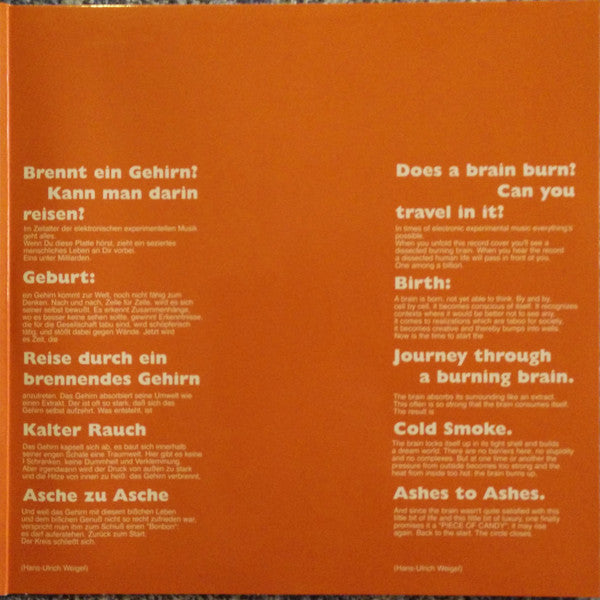 Brennt ein Gehirn?
Kann man darin
reisen?
Im Zeitalter der elektronischen experimentellen Musik
geht alles.
Wenn Du diese Platte hörst, zieht ein seziertes
menschliches Leben an Dir vorbei.
Eins unter Milliarden.
Geburt:
ein Gehirn kommt zur Welt, noch nicht fähig zum
Denken. Nach und nach, Zelle für Zelle, wird es sich
seiner selbst bewußt. Es erkennt Zusammenhänge,
wo es besser keine sehen sollte, gewinnt Erkenntnisse,
die für die Gesellschaft tabu sind, wird schöpferisch
tätig, und stößt dabei gegen Wände. Jetzt wird
es Zeit, die
Reise durch ein
brennendes Gehirn
anzutreten. Das Gehirn absorbiert seine Umwelt wie
einen Extrakt. Der ist oft so stark, daß sich das
Gehirn selbst aufzehrt. Was entsteht, ist
Kalter Rauch
Das Gehirn kapselt sich ab, es baut sich innerhalb
seiner engen Schale eine Traumwelt. Hier gibt es keine
Schranken, keine Dummheit und Verklemmung.
Aber irgendwann wird der Druck von außen zu stark
und die Hitze von innen zu heiß: das Gehirn verbrennt.
Asche zu Asche
Und weil das Gehirn mit diesem bißchen Leben
und dem bißchen Genuß nicht so recht zufrieden war,
verspricht man ihm zum Schluß einen "Bonbon":
es darf auferstehen. Zurück zum Start.
Der Kreis schließt sich.
(Hans-Ulrich Weigel)
Does a brain burn?
Can you
travel in it?
In times of electronic experimental music everything's
possible.
When you unfold this record cover you'll see a
dissected burning brain. When you hear the record
a dissected human life will pass in front of you.
One among a billion.
Birth:
A brain is born, not yet able to think. By and by,
cell by cell, it becomes conscious of itself. It recognizes
contexts where it would be better not to see any,
it comes to realizations which are taboo for society,
it becomes creative and thereby bumps into walls.
Now is the time to start the
Journey through
a burning brain.
The brain absorbs its surrounding like an extract.
This often is so strong that the brain consumes itself.
The result is
Cold Smoke.
The brain locks itself up in its tight shell and builds
a dream world. There are no barriers here, no stupidity
and no complexes. But at one time or another the
pressure from outside becomes too strong and the
heat from inside too hot: the brain burns up.
Ashes to Ashes.
And since the brain wasn't quite satisfied with this
little bit of life and this little bit of luxury, one finally
promises it a "PIECE OF CANDY": it may rise
again. Back to the start. The circle closes.
(Hans-Ulrich Weigel)